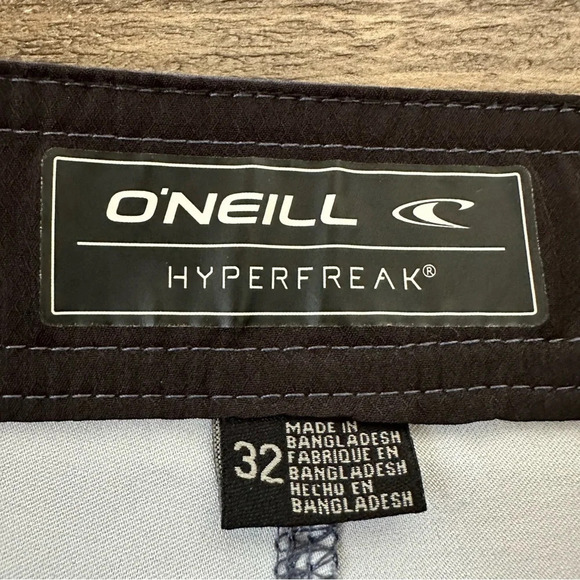 O'NEILL
HYPERFREAK®
32
MADE IN
BANGLADESH
FABRIQUE EN
BANGLADESH
HECHO EN
BANGLADESH